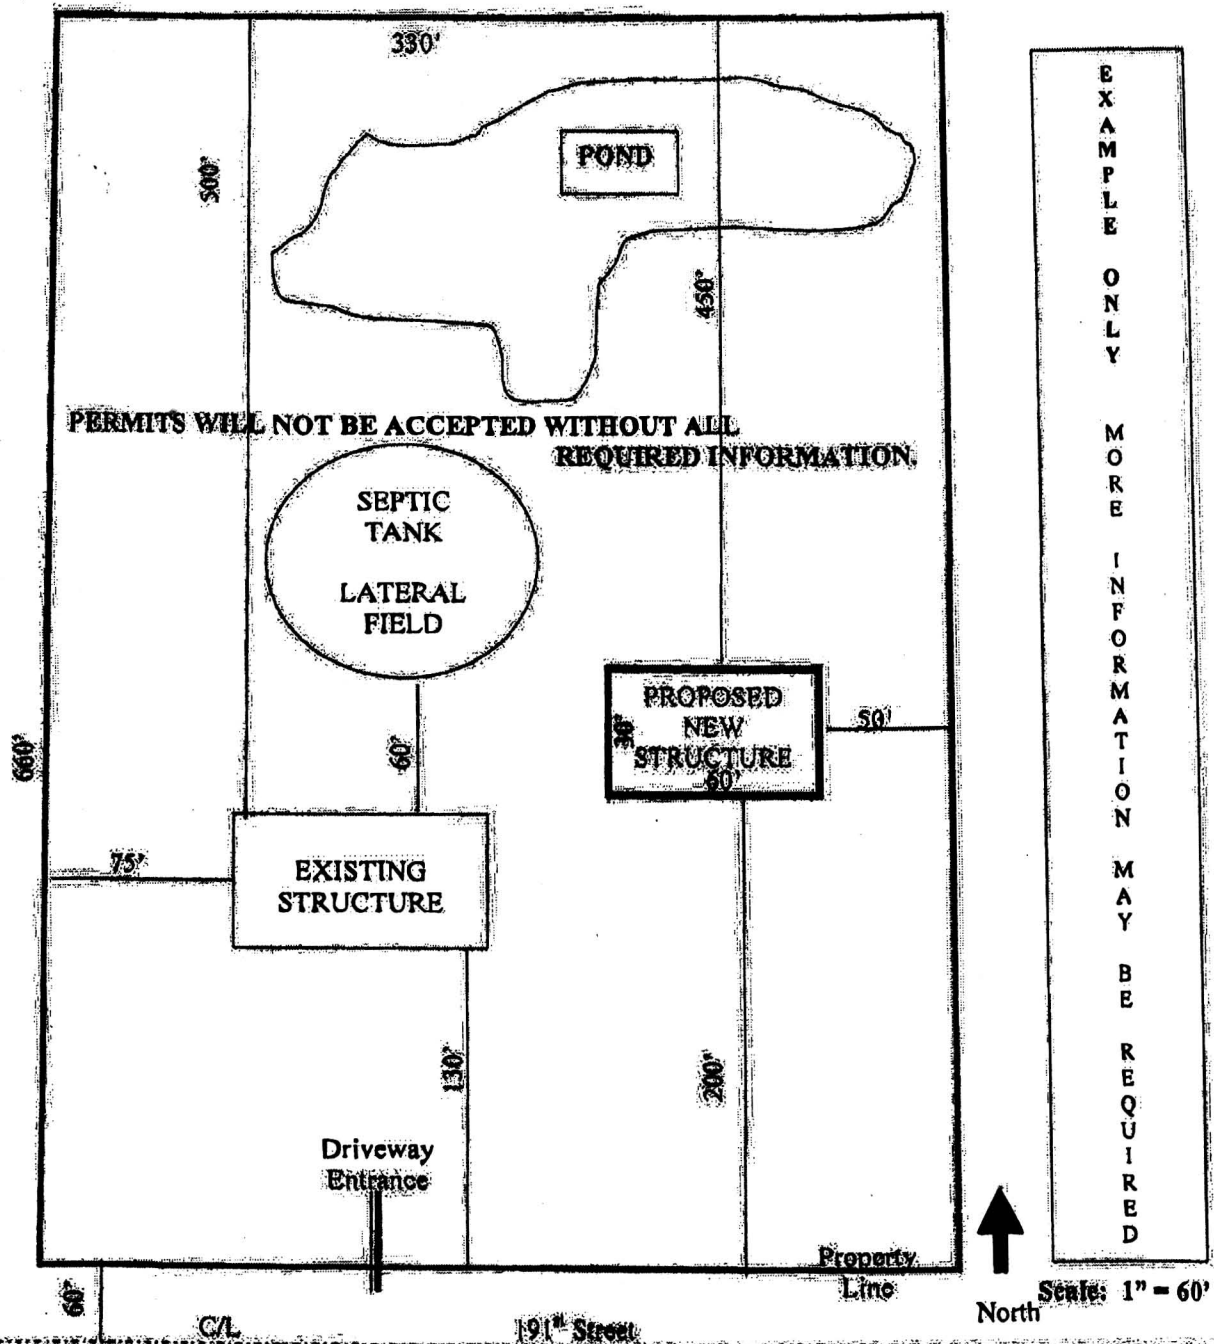 330'
500'
POND
450'
PERMITS WILL NOT BE ACCEPTED WITHOUT ALL
REQUIRED INFORMATION.
SEPTIC
TANK
LATERAL
FIELD
660'
60'
PROPOSED
NEW
STRUCTURE
30'
60'
50'
75'
EXISTING
STRUCTURE
130'
200'
Driveway
Entrance
Property
Line
60'
C/L
191st Street
North
Scale: 1" = 60'
EXAMPLE ONLY MORE INFORMATION MAY BE REQUIRED